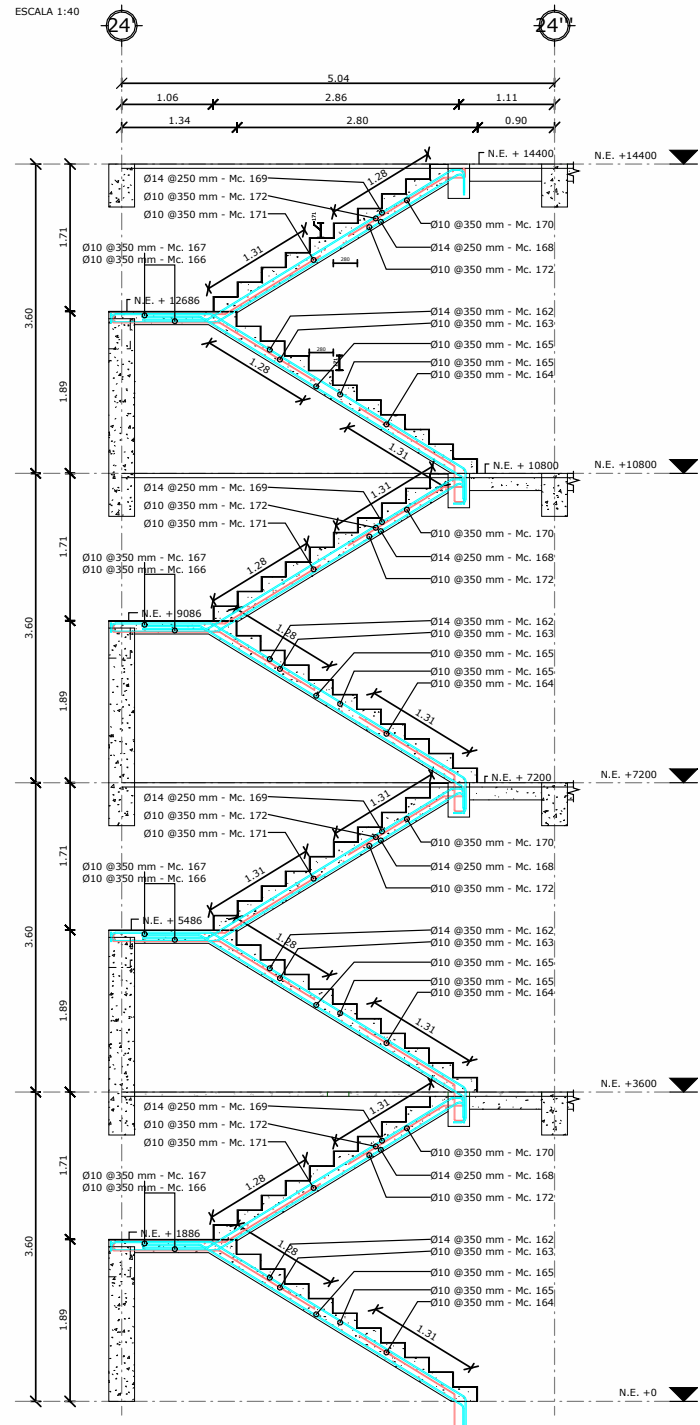 ESCALA 1:40
24'
24'''
5.04
1.06
2.86
1.11
1.34
2.80
0.90
N.E. + 14400
N.E. +14400
Ø14 @250 mm - Mc. 169
Ø10 @350 mm - Mc. 172
Ø10 @350 mm - Mc. 171
1.28
171
Ø10 @350 mm - Mc. 170
Ø14 @250 mm - Mc. 168
Ø10 @350 mm - Mc. 172
1.71
1.31
280
Ø10 @350 mm - Mc. 167
Ø10 @350 mm - Mc. 166
N.E. + 12686
3.60
Ø14 @350 mm - Mc. 162
Ø10 @350 mm - Mc. 163
Ø10 @350 mm - Mc. 165
Ø10 @350 mm - Mc. 165
Ø10 @350 mm - Mc. 164
280
1.28
1.89
1.31
N.E. + 10800
N.E. +10800
Ø14 @250 mm - Mc. 169
Ø10 @350 mm - Mc. 172
Ø10 @350 mm - Mc. 171
1.31
Ø10 @350 mm - Mc. 170
Ø14 @250 mm - Mc. 168
Ø10 @350 mm - Mc. 172
1.71
1.28
Ø10 @350 mm - Mc. 167
Ø10 @350 mm - Mc. 166
N.E. + 9086
3.60
Ø14 @350 mm - Mc. 162
Ø10 @350 mm - Mc. 163
Ø10 @350 mm - Mc. 165
Ø10 @350 mm - Mc. 165
Ø10 @350 mm - Mc. 164
1.28
1.89
1.31
N.E. + 7200
N.E. +7200
Ø14 @250 mm - Mc. 169
Ø10 @350 mm - Mc. 172
Ø10 @350 mm - Mc. 171
1.31
Ø10 @350 mm - Mc. 170
Ø14 @250 mm - Mc. 168
Ø10 @350 mm - Mc. 172
1.71
1.31
Ø10 @350 mm - Mc. 167
Ø10 @350 mm - Mc. 166
N.E. + 5486
3.60
Ø14 @350 mm - Mc. 162
Ø10 @350 mm - Mc. 163
Ø10 @350 mm - Mc. 165
Ø10 @350 mm - Mc. 165
Ø10 @350 mm - Mc. 164
1.28
1.89
1.31
N.E. +3600
Ø14 @250 mm - Mc. 169
Ø10 @350 mm - Mc. 172
Ø10 @350 mm - Mc. 171
1.31
Ø10 @350 mm - Mc. 170
Ø14 @250 mm - Mc. 168
Ø10 @350 mm - Mc. 172
1.71
1.28
Ø10 @350 mm - Mc. 167
Ø10 @350 mm - Mc. 166
N.E. + 1886
3.60
Ø14 @350 mm - Mc. 162
Ø10 @350 mm - Mc. 163
Ø10 @350 mm - Mc. 165
Ø10 @350 mm - Mc. 165
Ø10 @350 mm - Mc. 164
1.28
1.89
1.31
N.E. +0